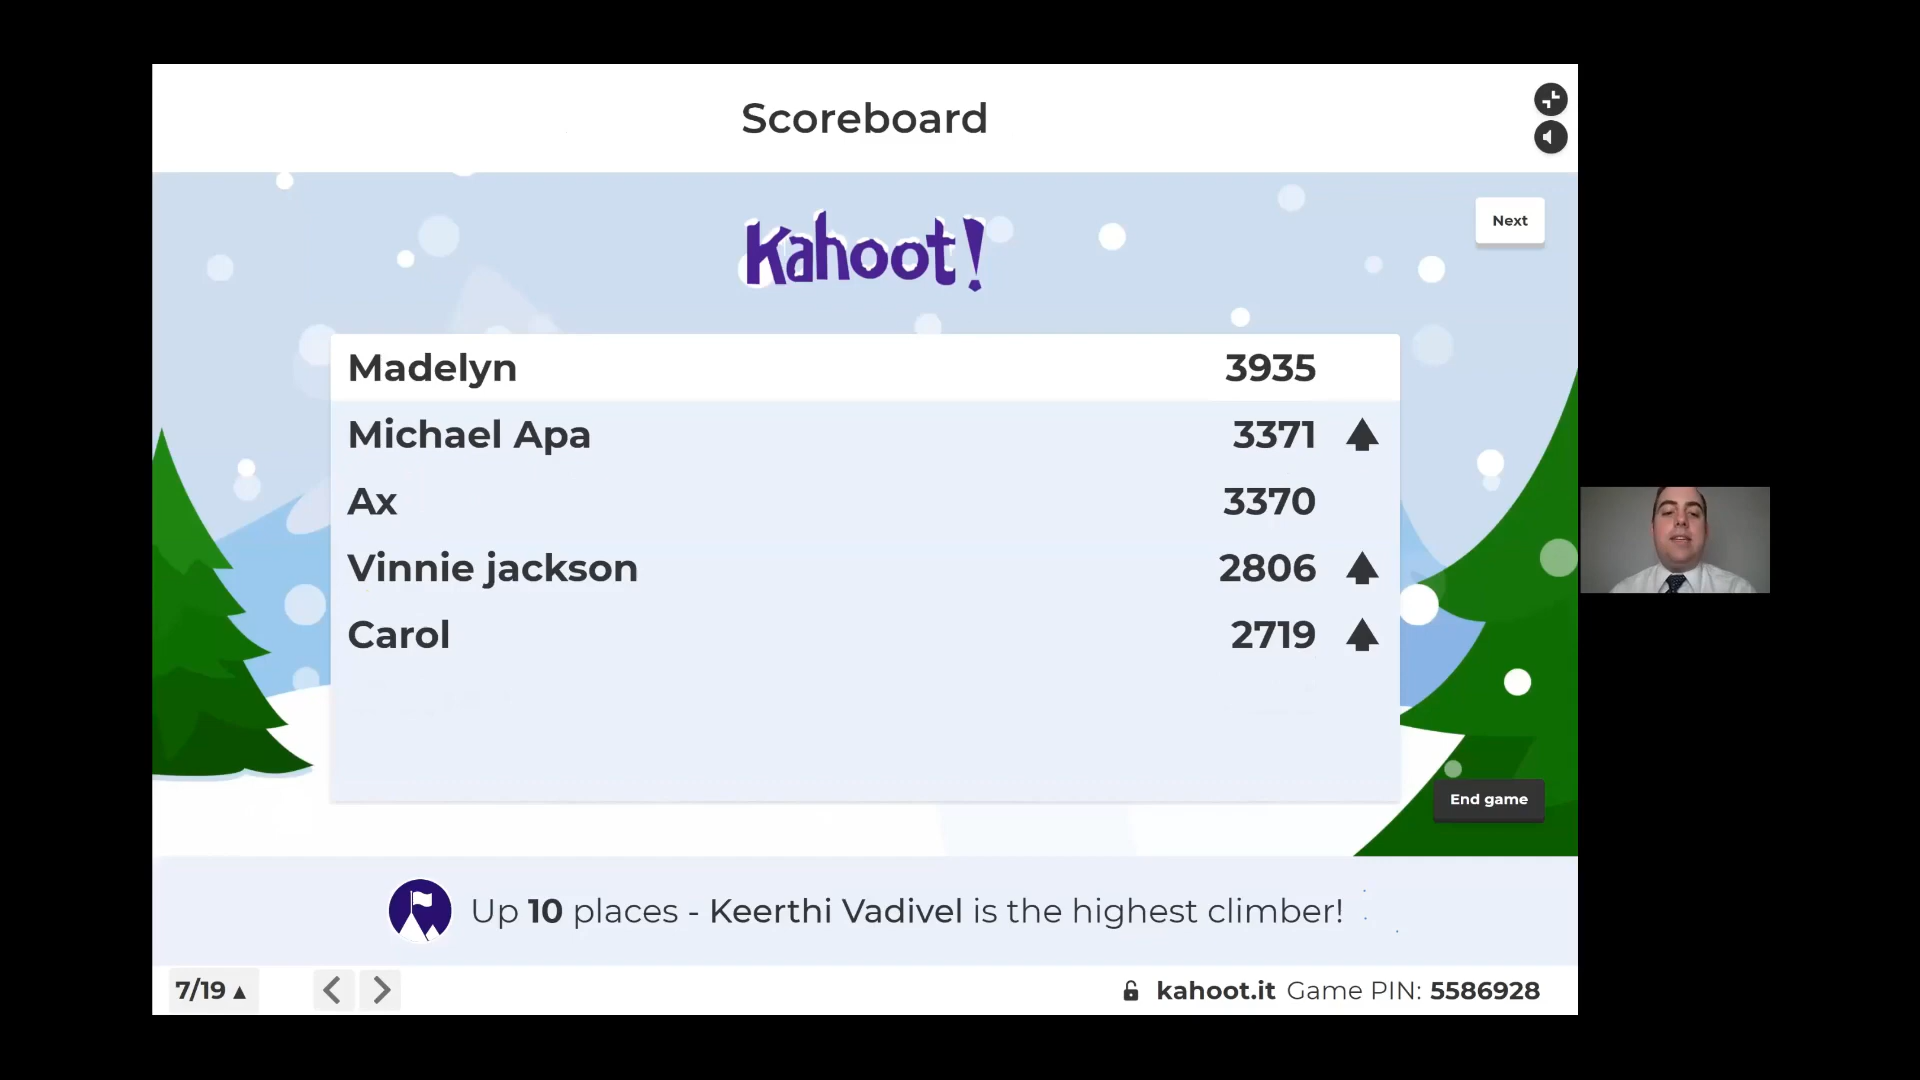 Scoreboard
Kahoot!
Next
Madelyn 3935
Michael Apa 3371
Ax 3370
Vinnie jackson 2806
Carol 2719
End game
Up 10 places - Keerthi Vadivel is the highest climber!
7/19 ▲ kahoot.it Game PIN: 5586928